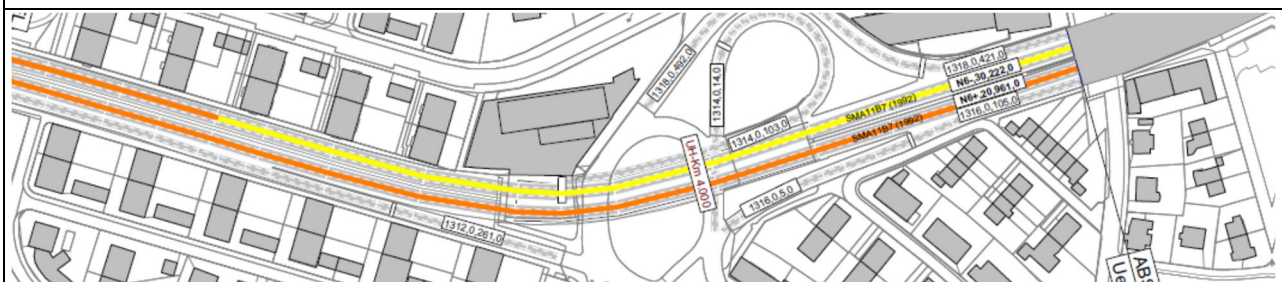 1318,0,492,0
1314,0,14,0
1318,0,421,0
N6-,30,222,0
N6+,20,961,0
1316,0,105,0
SMA11B7 (1992)
SMA11B7 (1992)
1314,0,103,0
UH-Km 4.000
1316,0,5,0
1312,0,261,0
ABS
Ue